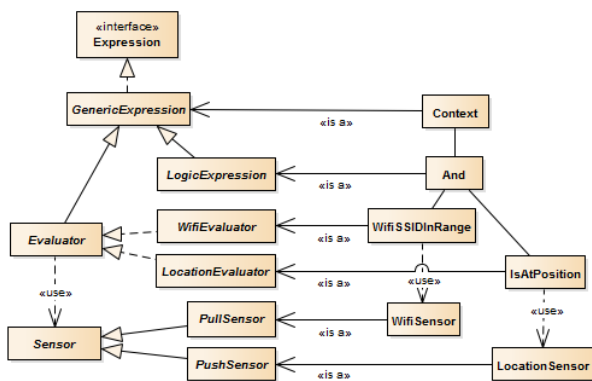 «interface»
Expression
GenericExpression
Context
«is a»
LogicExpression
And
«is a»
WifiEvaluator
WifiSSIDInRange
Evaluator
«is a»
LocationEvaluator
IsAtPosition
«use»
«is a»
«use»
PullSensor
WifiSensor
«use»
Sensor
«is a»
PushSensor
LocationSensor
«is a»